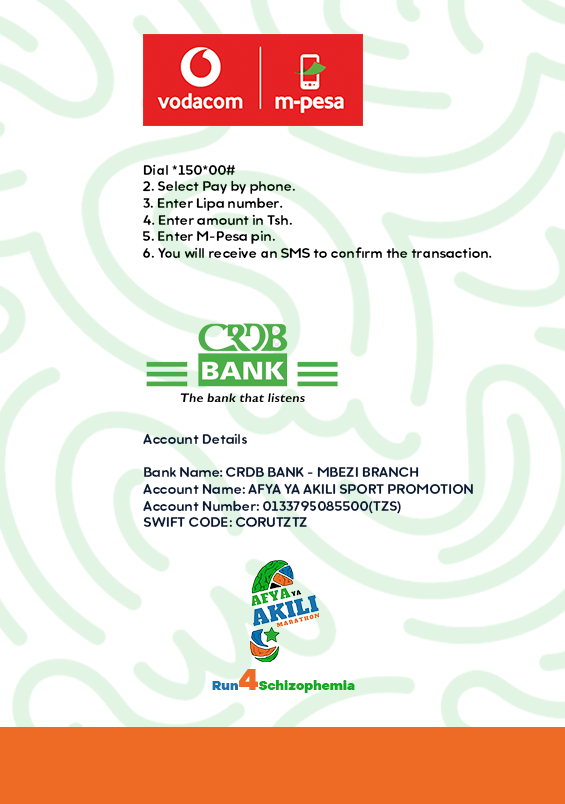 vodacom
m-pesa
Dial *150*00#
2. Select Pay by phone.
3. Enter Lipa number.
4. Enter amount in Tsh.
5. Enter M-Pesa pin.
6. You will receive an SMS to confirm the transaction.
CRDB
BANK
The bank that listens
Account Details
Bank Name: CRDB BANK - MBEZI BRANCH
Account Name: AFYA YA AKILI SPORT PROMOTION
Account Number: 0133795085500(TZS)
SWIFT CODE: CORUTZTZ
AFYA YA
AKILI
MARATHON
Run4Schizophemia